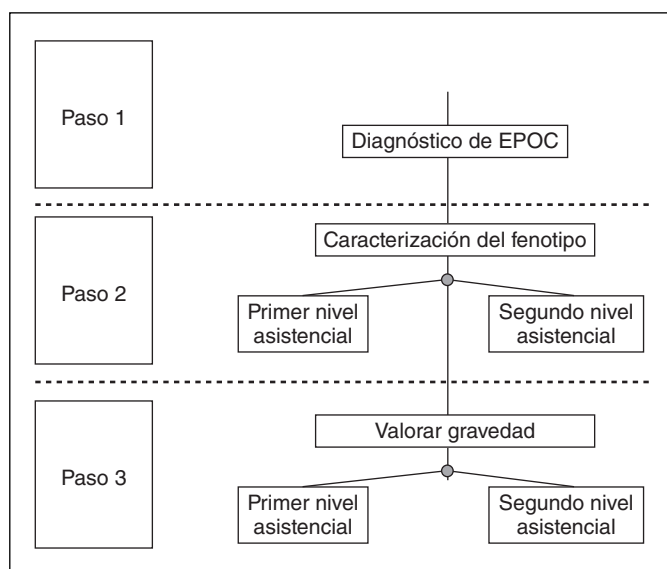 Paso 1
Diagnóstico de EPOC
Paso 2
Caracterización del fenotipo
Primer nivel
asistencial
Segundo nivel
asistencial
Paso 3
Valorar gravedad
Primer nivel
asistencial
Segundo nivel
asistencial